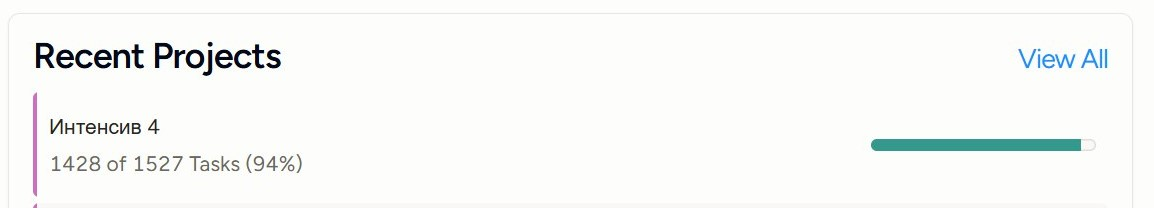 Recent Projects
View All
Интенсив 4
1428 of 1527 Tasks (94%)